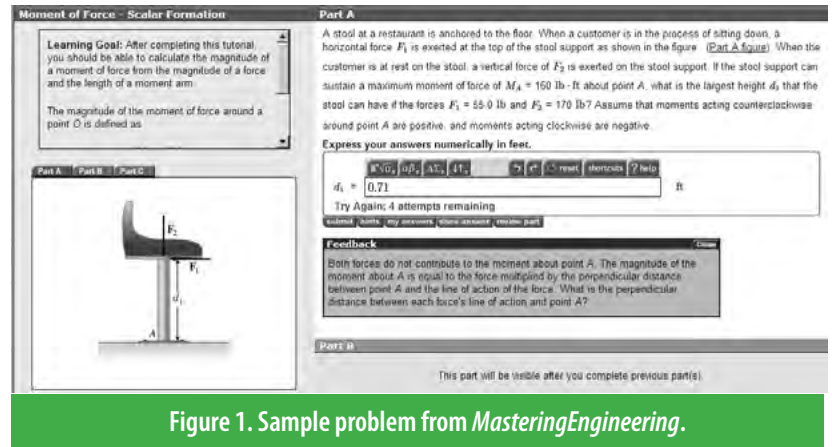 Moment of Force - Scalar Formation
Learning Goal: After completing this tutorial,
you should be able to calculate the magnitude of
a moment of force from the magnitude of a force
and the length of a moment arm.
The magnitude of the moment of force around a
point O is defined as
Part A Part B Part C
F2
F1
d1
A
Part A
A stool at a restaurant is anchored to the floor. When a customer is in the process of sitting down, a
horizontal force F1 is exerted at the top of the stool support as shown in the figure. (Part A figure) When the
customer is at rest on the stool, a vertical force of F2 is exerted on the stool support. If the stool support can
sustain a maximum moment of force of MA = 160 lb · ft about point A, what is the largest height d1 that the
stool can have if the forces F1 = 55.0 lb and F2 = 170 lb? Assume that moments acting counterclockwise
around point A are positive, and moments acting clockwise are negative.
Express your answers numerically in feet.
reset shortcuts ? help
d1 = 0.71 ft
Try Again; 4 attempts remaining
submit hints my answers show answer review part
Feedback Close
Both forces do not contribute to the moment about point A. The magnitude of the
moment about A is equal to the force multiplied by the perpendicular distance
between point A and the line of action of the force. What is the perpendicular
distance between each force's line of action and point A?
Part B
This part will be visible after you complete previous part(s).
Figure 1. Sample problem from MasteringEngineering.